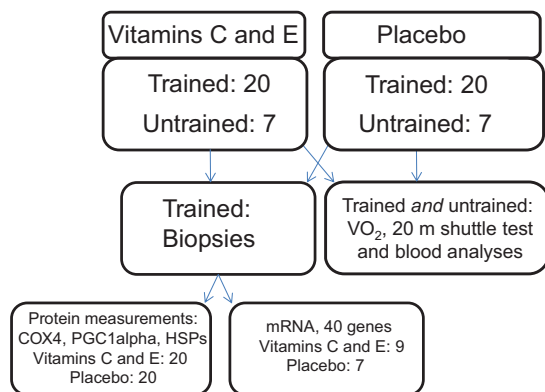 Vitamins C and E
Placebo
Trained: 20
Untrained: 7
Trained: 20
Untrained: 7
Trained:
Biopsies
Trained and untrained:
VO2, 20 m shuttle test
and blood analyses
Protein measurements:
COX4, PGC1alpha, HSPs
Vitamins C and E: 20
Placebo: 20
mRNA, 40 genes
Vitamins C and E: 9
Placebo: 7